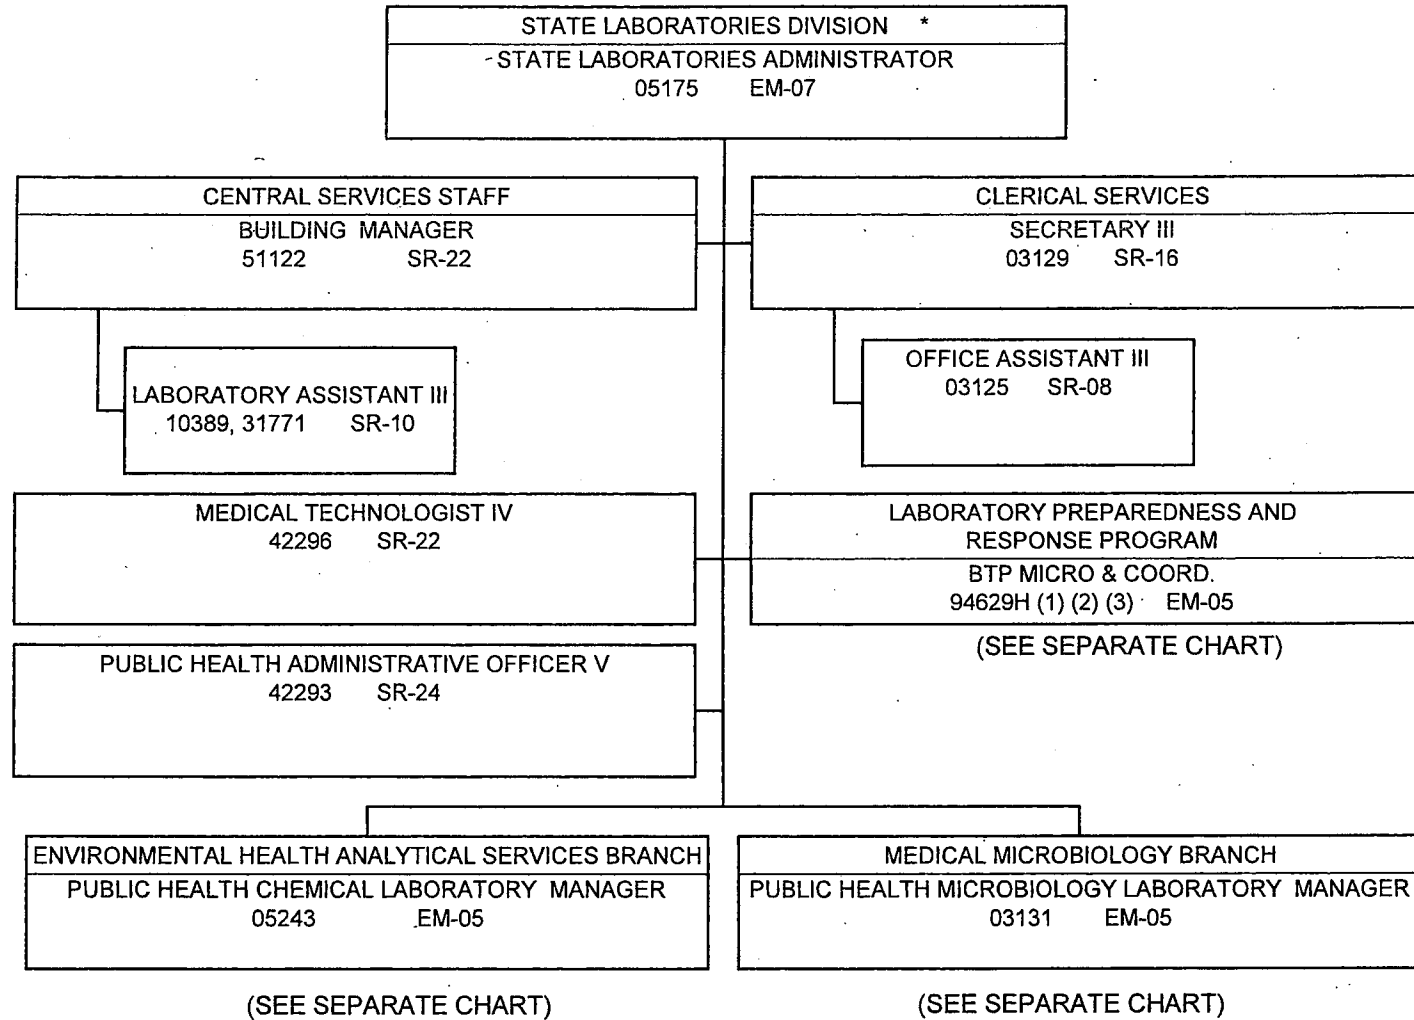 STATE LABORATORIES DIVISION *
STATE LABORATORIES ADMINISTRATOR
05175 EM-07
CENTRAL SERVICES STAFF
BUILDING MANAGER
51122 SR-22
CLERICAL SERVICES
SECRETARY III
03129 SR-16
LABORATORY ASSISTANT III
10389, 31771 SR-10
OFFICE ASSISTANT III
03125 SR-08
MEDICAL TECHNOLOGIST IV
42296 SR-22
LABORATORY PREPAREDNESS AND
RESPONSE PROGRAM
BTP MICRO & COORD.
94629H (1) (2) (3) EM-05
(SEE SEPARATE CHART)
PUBLIC HEALTH ADMINISTRATIVE OFFICER V
42293 SR-24
ENVIRONMENTAL HEALTH ANALYTICAL SERVICES BRANCH
PUBLIC HEALTH CHEMICAL LABORATORY MANAGER
05243 EM-05
(SEE SEPARATE CHART)
MEDICAL MICROBIOLOGY BRANCH
PUBLIC HEALTH MICROBIOLOGY LABORATORY MANAGER
03131 EM-05
(SEE SEPARATE CHART)